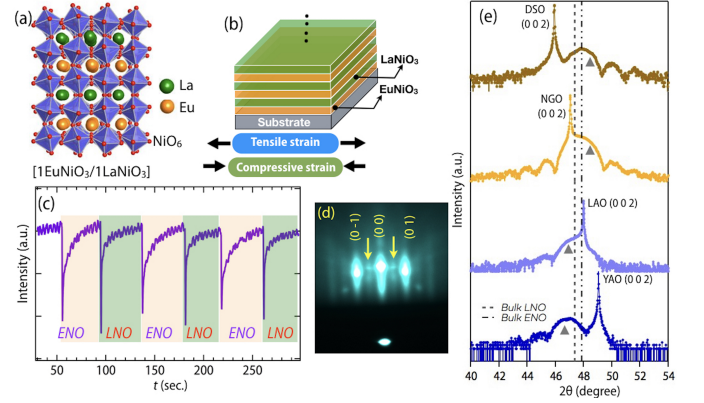 (a)
La
Eu
NiO6
[1EuNiO3/1LaNiO3]
(b)
LaNiO3
EuNiO3
Substrate
Tensile strain
Compressive strain
(c)
Intensity (a.u.)
ENO LNO ENO LNO ENO LNO
50 100 150 200 250
t (sec.)
(d)
(0 -1)
(0 0)
(0 1)
(e)
DSO
(0 0 2)
NGO
(0 0 2)
LAO (0 0 2)
YAO (0 0 2)
Bulk LNO
Bulk ENO
Intensity (a.u.)
40 42 44 46 48 50 52 54
2θ (degree)